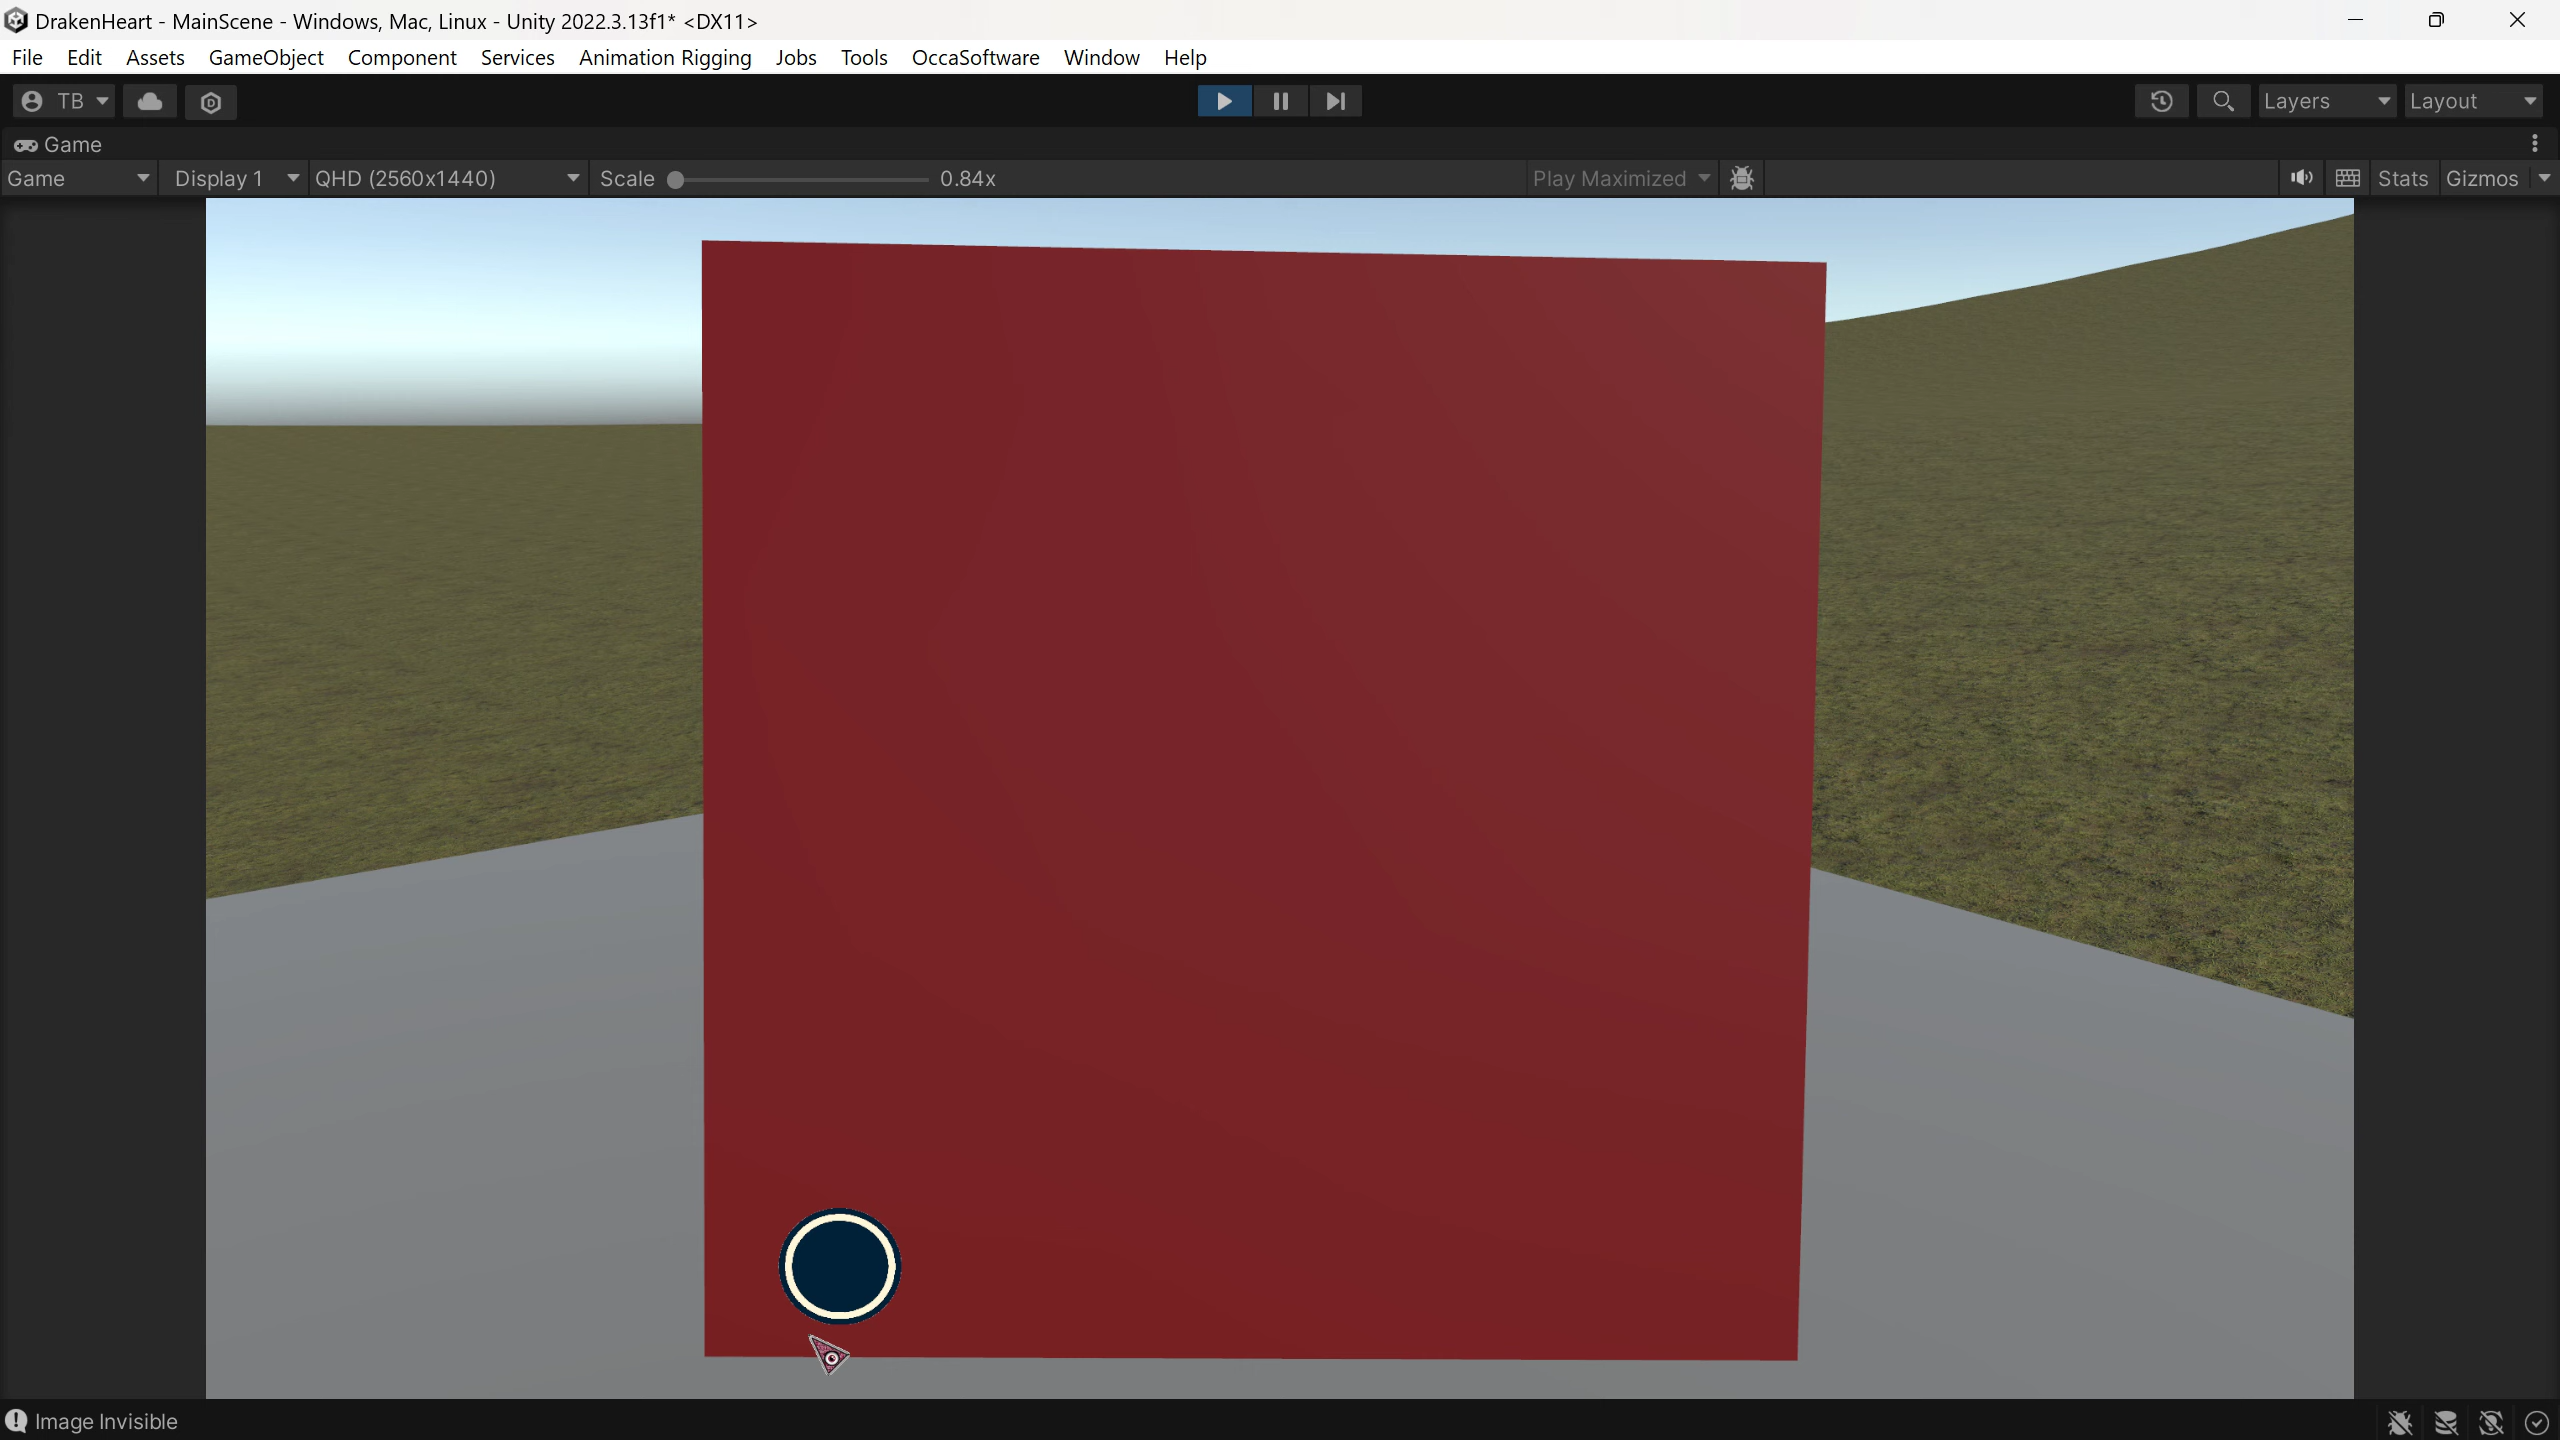 DrakenHeart - MainScene - Windows, Mac, Linux - Unity 2022.3.13f1* <DX11>
File Edit Assets GameObject Component Services Animation Rigging Jobs Tools OccaSoftware Window Help
TB Layers Layout
Game
Game Display 1 QHD (2560x1440) Scale 0.84x Play Maximized Stats Gizmos
Image Invisible